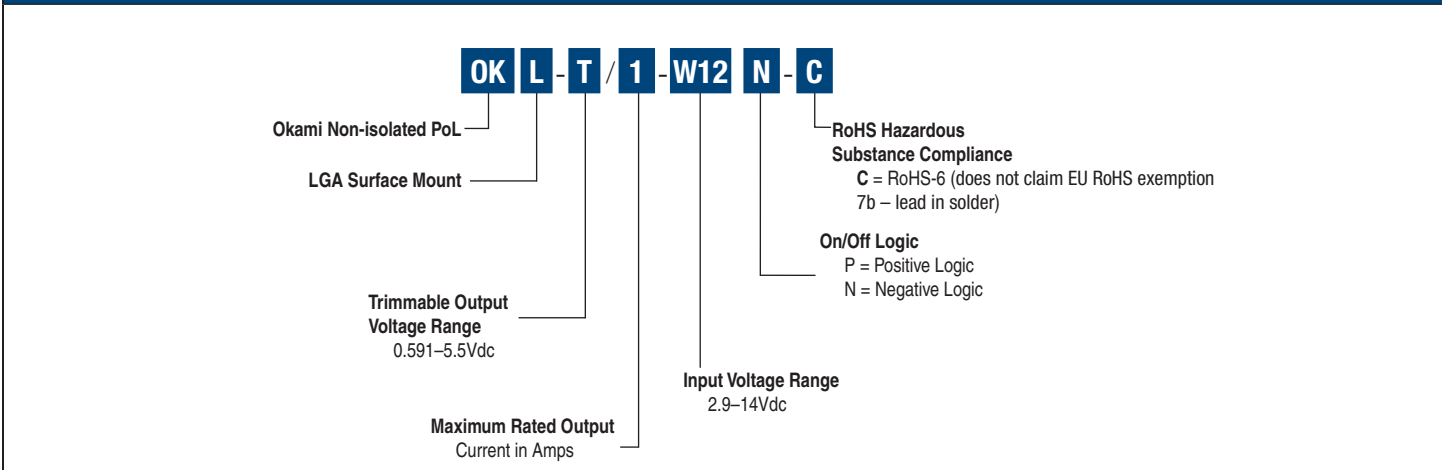 OK L - T / 1 - W12 N - C
Okami Non-isolated PoL
LGA Surface Mount
RoHS Hazardous
Substance Compliance
C = RoHS-6 (does not claim EU RoHS exemption
7b – lead in solder)
On/Off Logic
P = Positive Logic
N = Negative Logic
Trimmable Output
Voltage Range
0.591–5.5Vdc
Input Voltage Range
2.9–14Vdc
Maximum Rated Output
Current in Amps